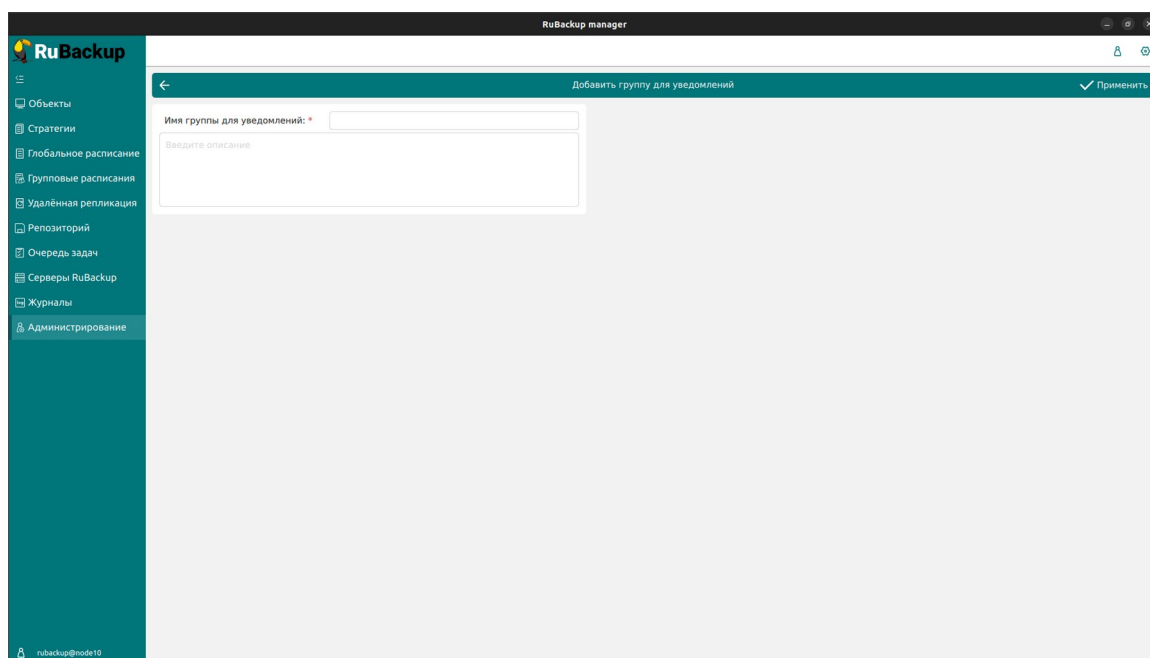 RuBackup manager
RuBackup
Добавить группу для уведомлений
Применить
Объекты
Стратегии
Глобальное расписание
Групповые расписания
Удалённая репликация
Репозиторий
Очередь задач
Серверы RuBackup
Журналы
Администрирование
Имя группы для уведомлений: *
Введите описание
rubackup@node10